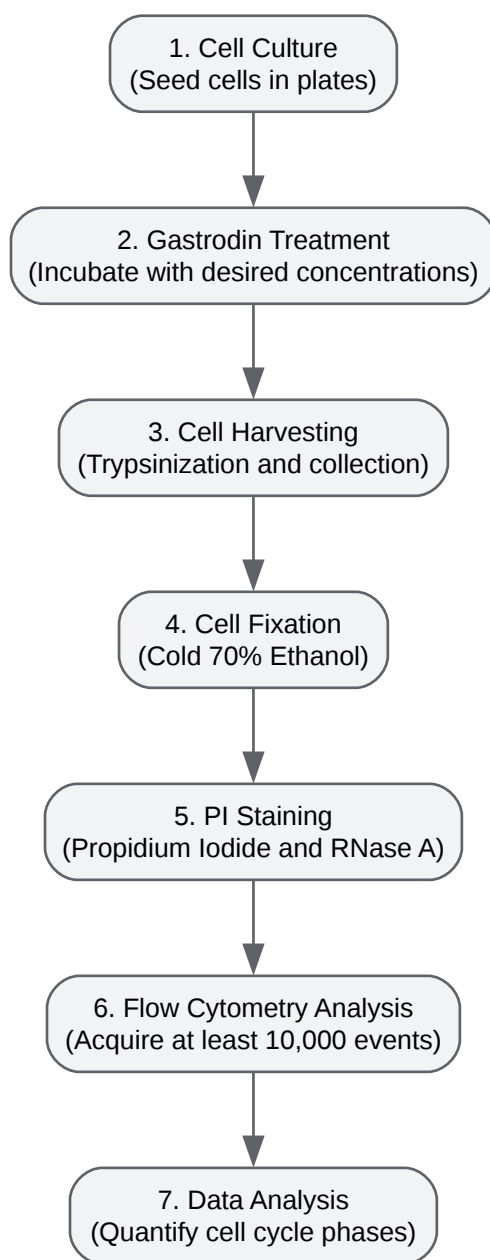 1. Cell Culture
(Seed cells in plates)
2. Gastrodin Treatment
(Incubate with desired concentrations)
3. Cell Harvesting
(Trypsinization and collection)
4. Cell Fixation
(Cold 70% Ethanol)
5. PI Staining
(Propidium Iodide and RNase A)
6. Flow Cytometry Analysis
(Acquire at least 10,000 events)
7. Data Analysis
(Quantify cell cycle phases)